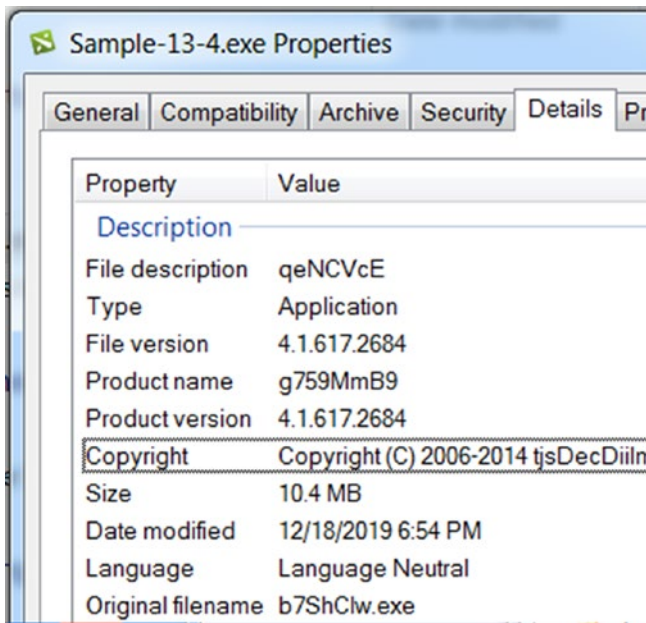 Sample-13-4.exe Properties
General Compatibility Archive Security Details Pr
Property Value
Description
File description qeNCVcE
Type Application
File version 4.1.617.2684
Product name g759MmB9
Product version 4.1.617.2684
Copyright Copyright (C) 2006-2014 tjsDecDiilm
Size 10.4 MB
Date modified 12/18/2019 6:54 PM
Language Language Neutral
Original filename b7ShClw.exe